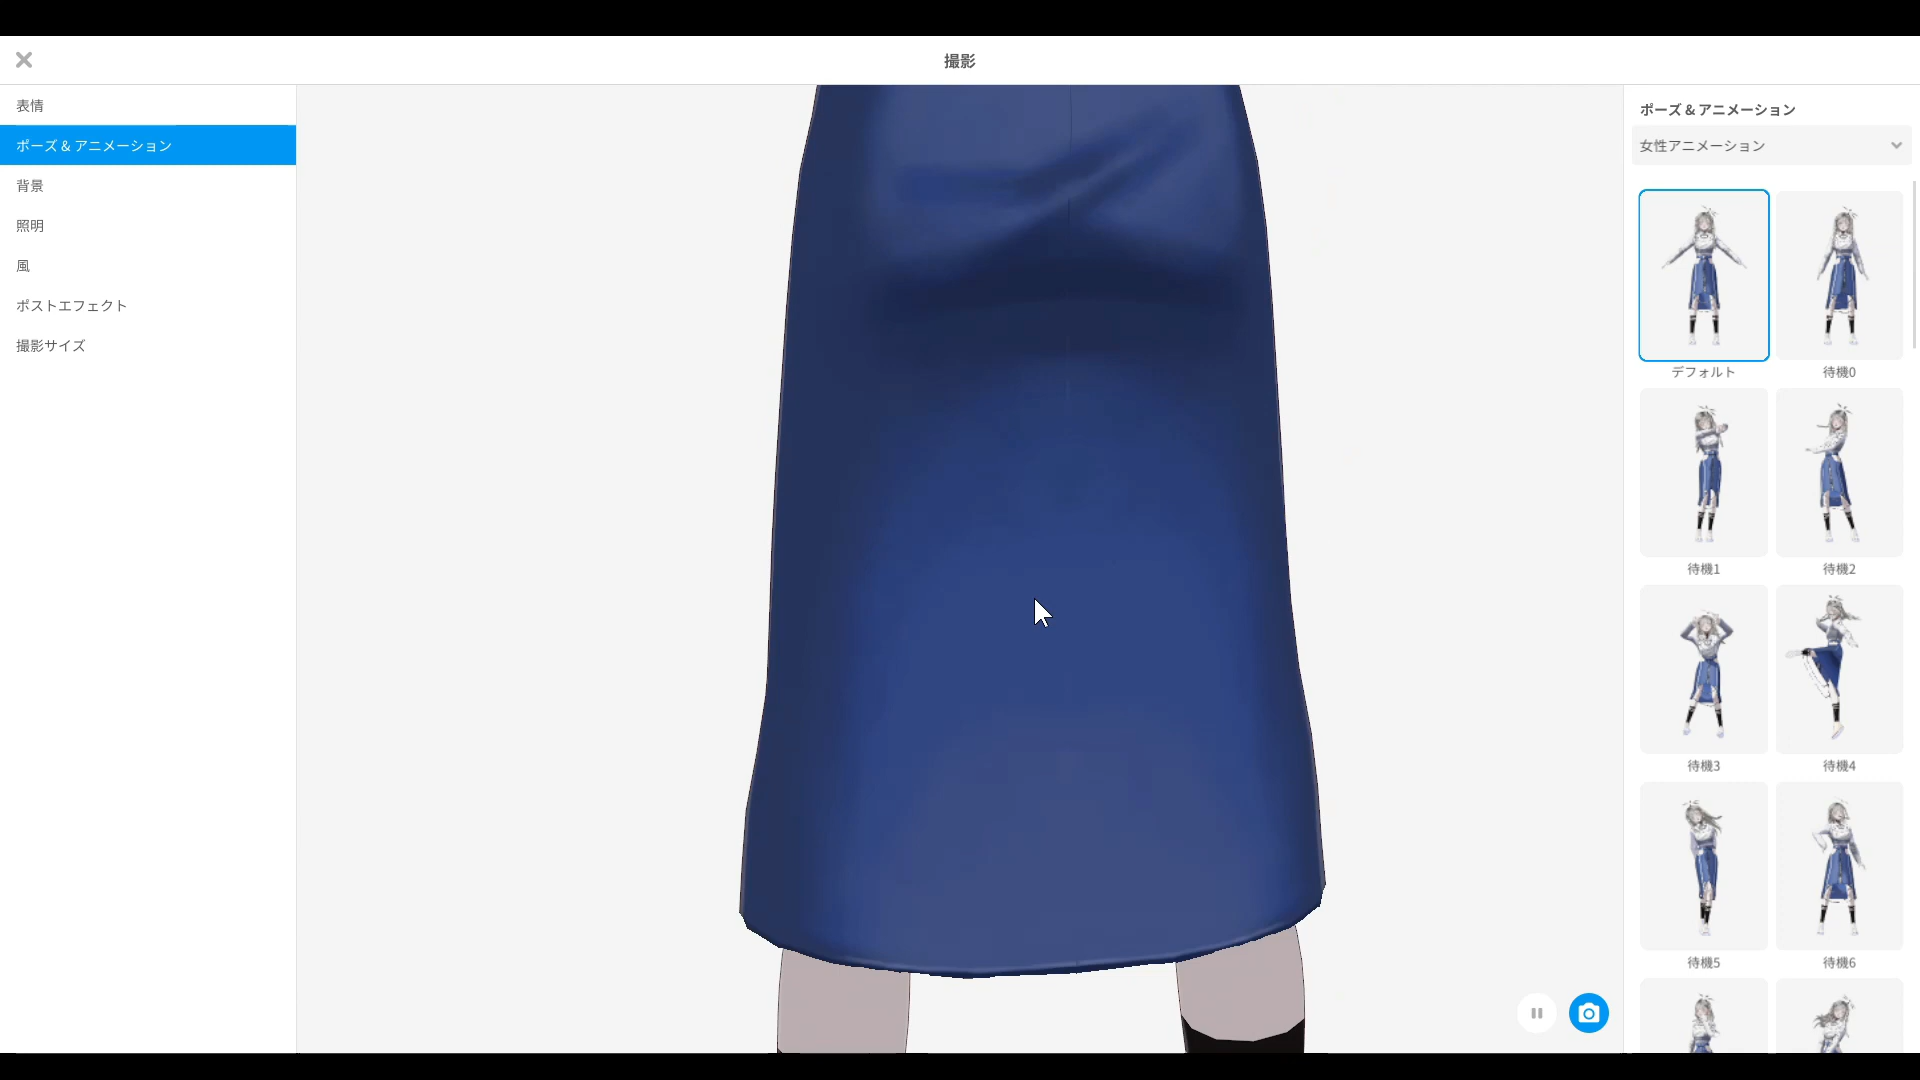 撮影
表情
ポーズ & アニメーション
背景
照明
風
ポストエフェクト
撮影サイズ
ポーズ & アニメーション
女性アニメーション
デフォルト
待機0
待機1
待機2
待機3
待機4
待機5
待機6